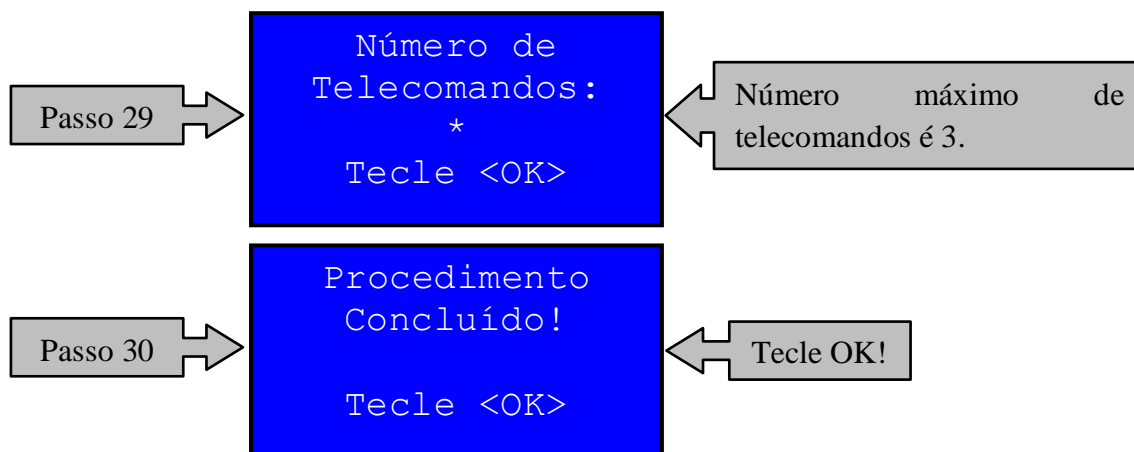 Passo 29
Número de
Telecomandos:
*
Tecle <OK>
Número máximo de
telecomandos é 3.
Passo 30
Procedimento
Concluído!
Tecle <OK>
Tecle OK!